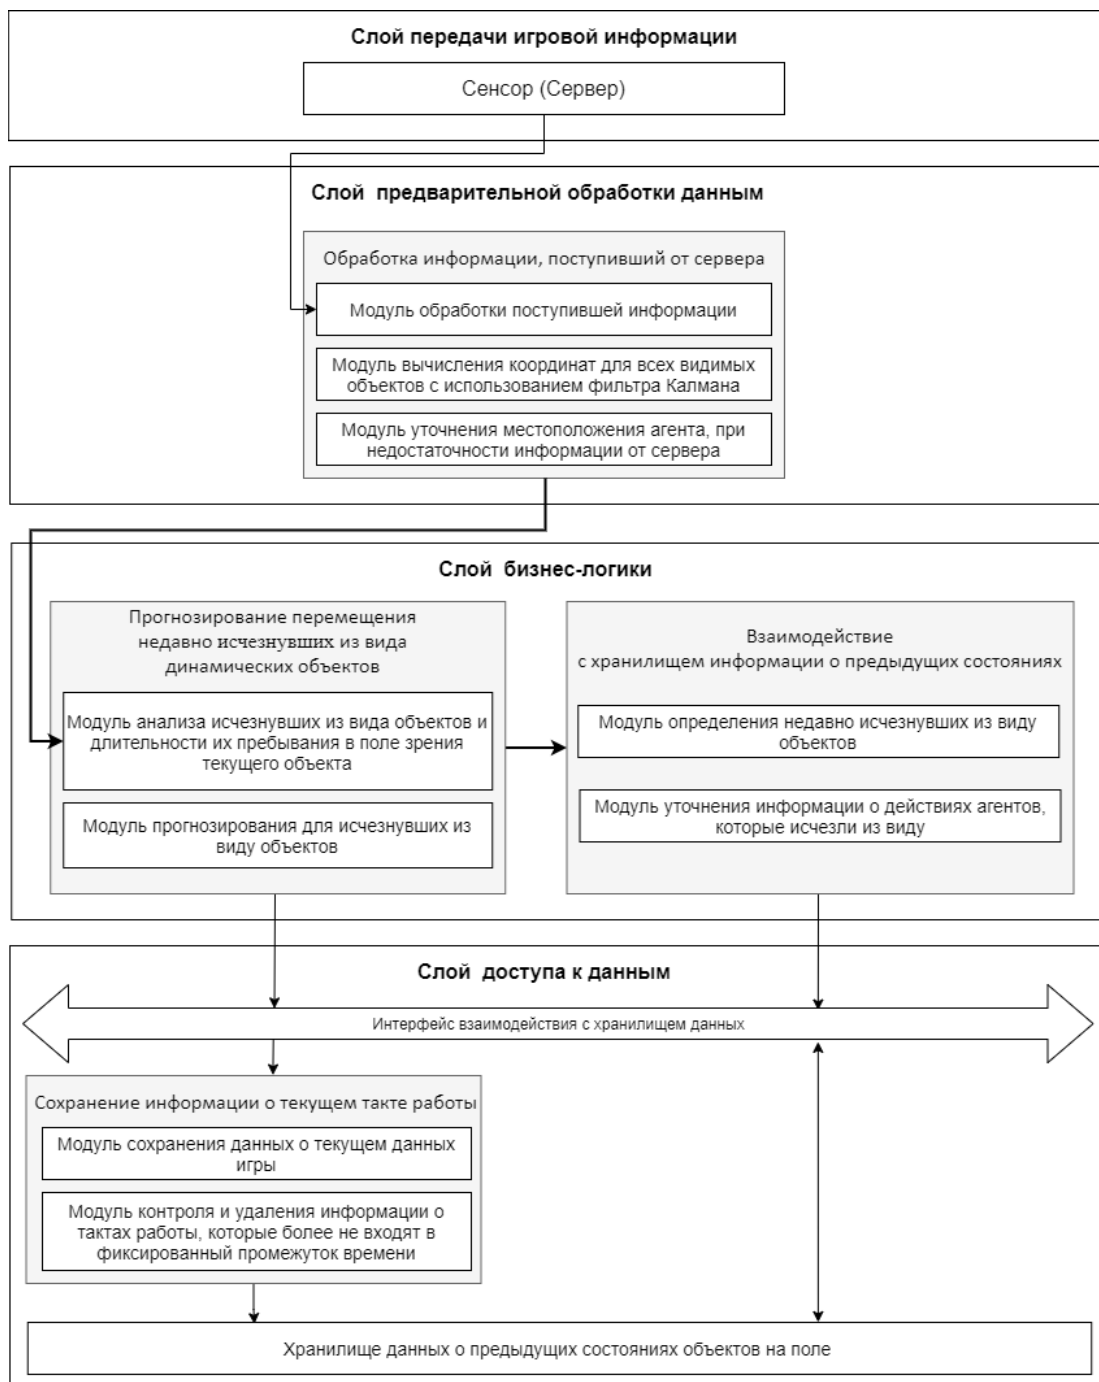 Слой передачи игровой информации
Сенсор (Сервер)
Слой предварительной обработки данным
Обработка информации, поступивший от сервера
Модуль обработки поступившей информации
Модуль вычисления координат для всех видимых
объектов с использованием фильтра Калмана
Модуль уточнения местоположения агента, при
недостаточности информации от сервера
Слой бизнес-логики
Прогнозирование перемещения
недавно исчезнувших из вида
динамических объектов
Модуль анализа исчезнувших из вида объектов и
длительности их пребывания в поле зрения
текущего объекта
Модуль прогнозирования для исчезнувших из
виду объектов
Взаимодействие
с хранилищем информации о предыдущих состояниях
Модуль определения недавно исчезнувших из виду
объектов
Модуль уточнения информации о действиях агентов,
которые исчезли из виду
Слой доступа к данным
Интерфейс взаимодействия с хранилищем данных
Сохранение информации о текущем такте работы
Модуль сохранения данных о текущем данных
игры
Модуль контроля и удаления информации о
тактах работы, которые более не входят в
фиксированный промежуток времени
Хранилище данных о предыдущих состояниях объектов на поле